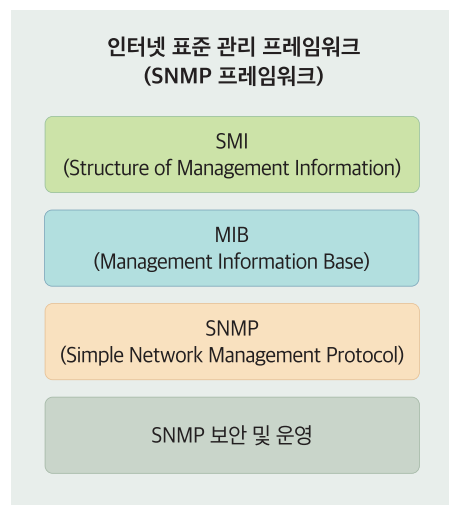 인터넷 표준 관리 프레임워크
(SNMP 프레임워크)
SMI
(Structure of Management Information)
MIB
(Management Information Base)
SNMP
(Simple Network Management Protocol)
SNMP 보안 및 운영